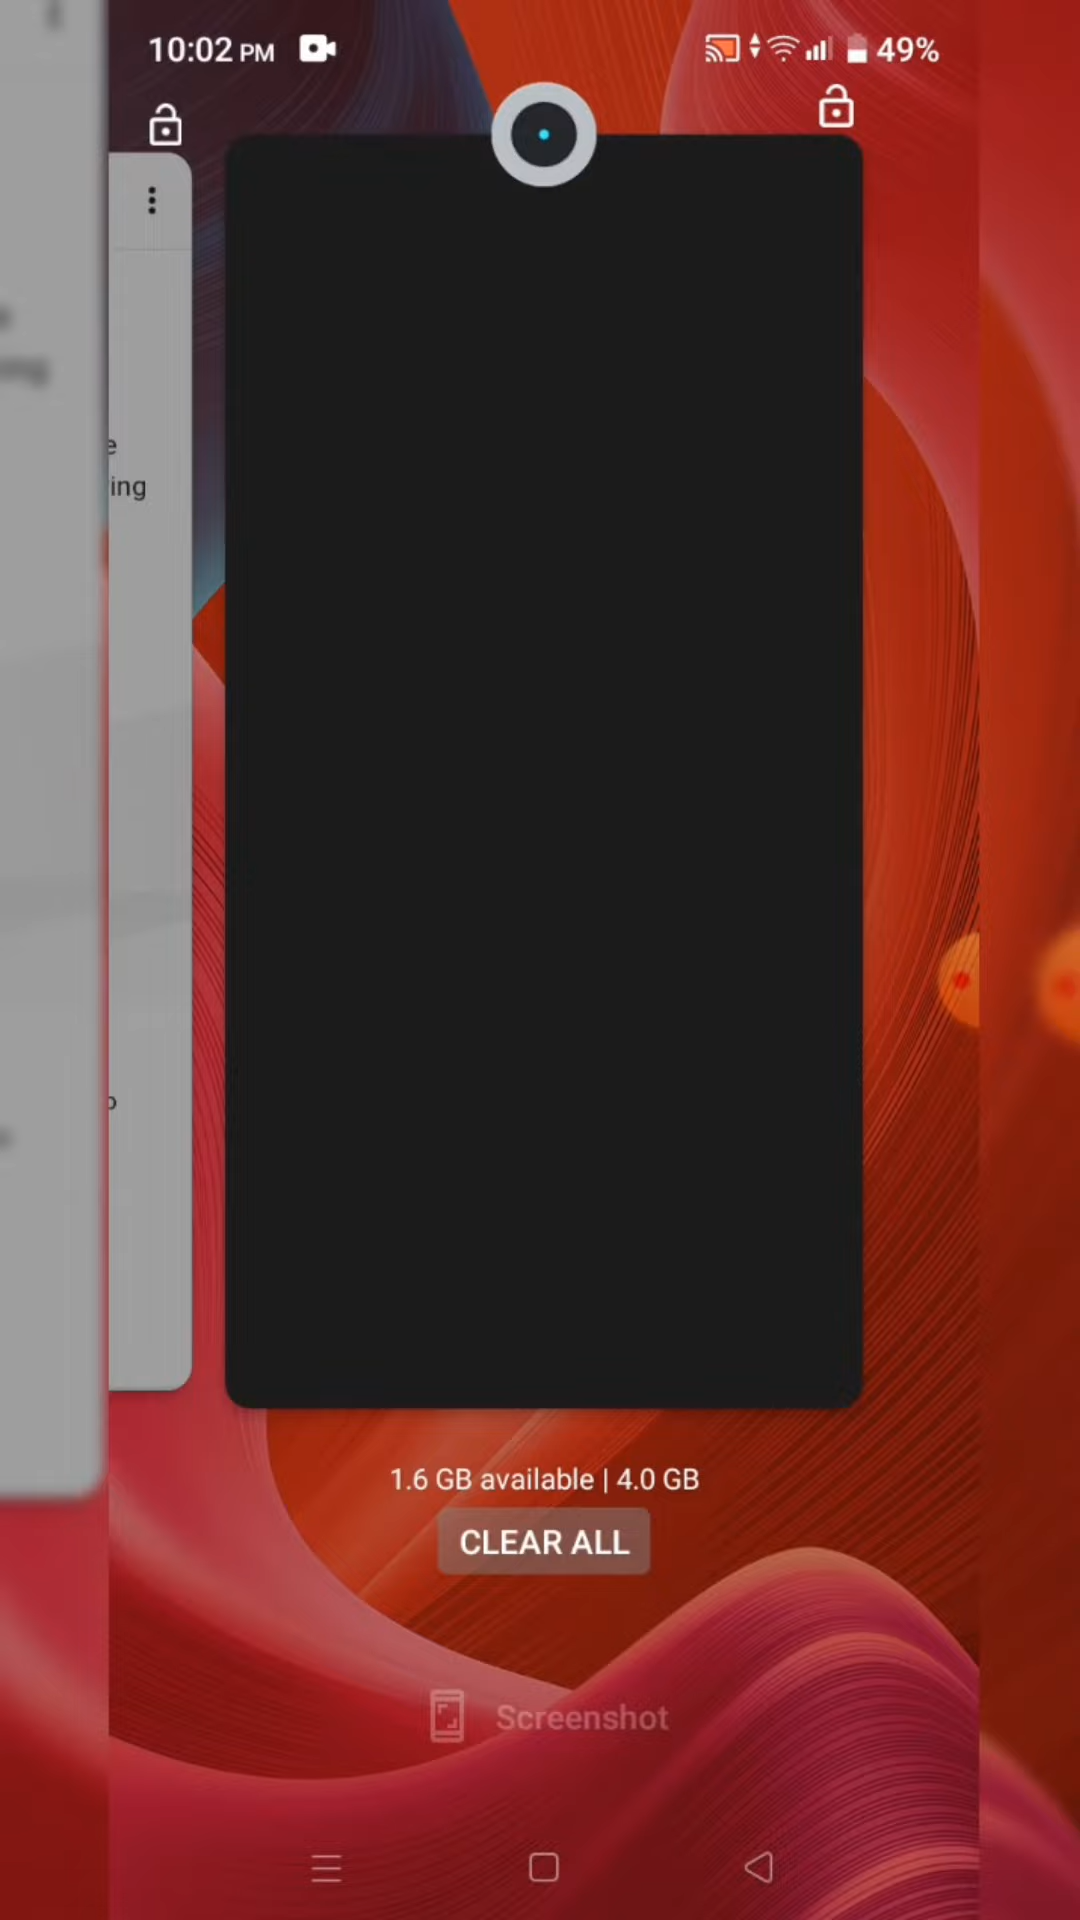 10:02 PM
49%
ing
1.6 GB available | 4.0 GB
CLEAR ALL
Screenshot